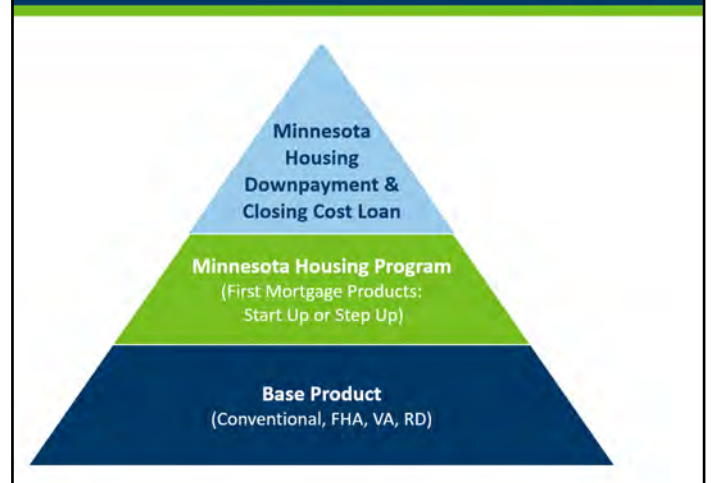 Minnesota
Housing
Downpayment &
Closing Cost Loan
Minnesota Housing Program
(First Mortgage Products:
Start Up or Step Up)
Base Product
(Conventional, FHA, VA, RD)